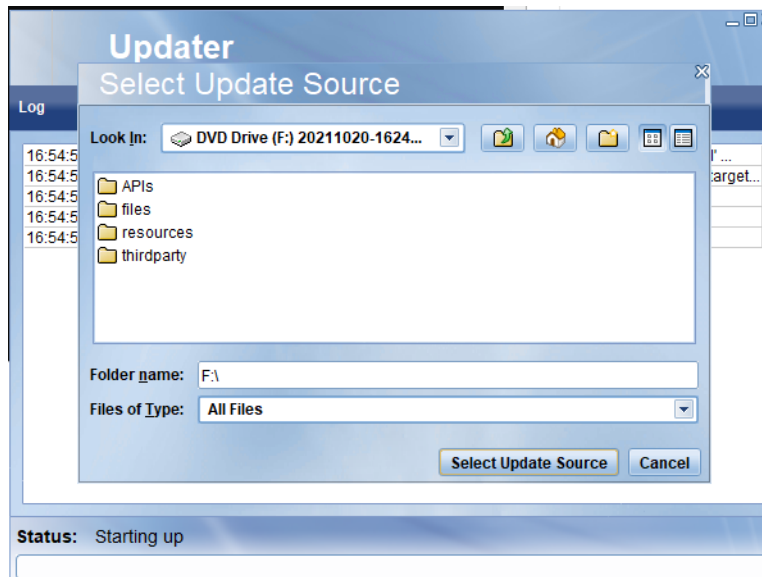 Updater
Select Update Source
Log
Look In: DVD Drive (F:) 20211020-1624...
16:54:5
l' ...
16:54:5
target...
16:54:5
16:54:5
16:54:5
APIs
files
resources
thirdparty
Folder name: F:\
Files of Type: All Files
Select Update Source Cancel
Status: Starting up